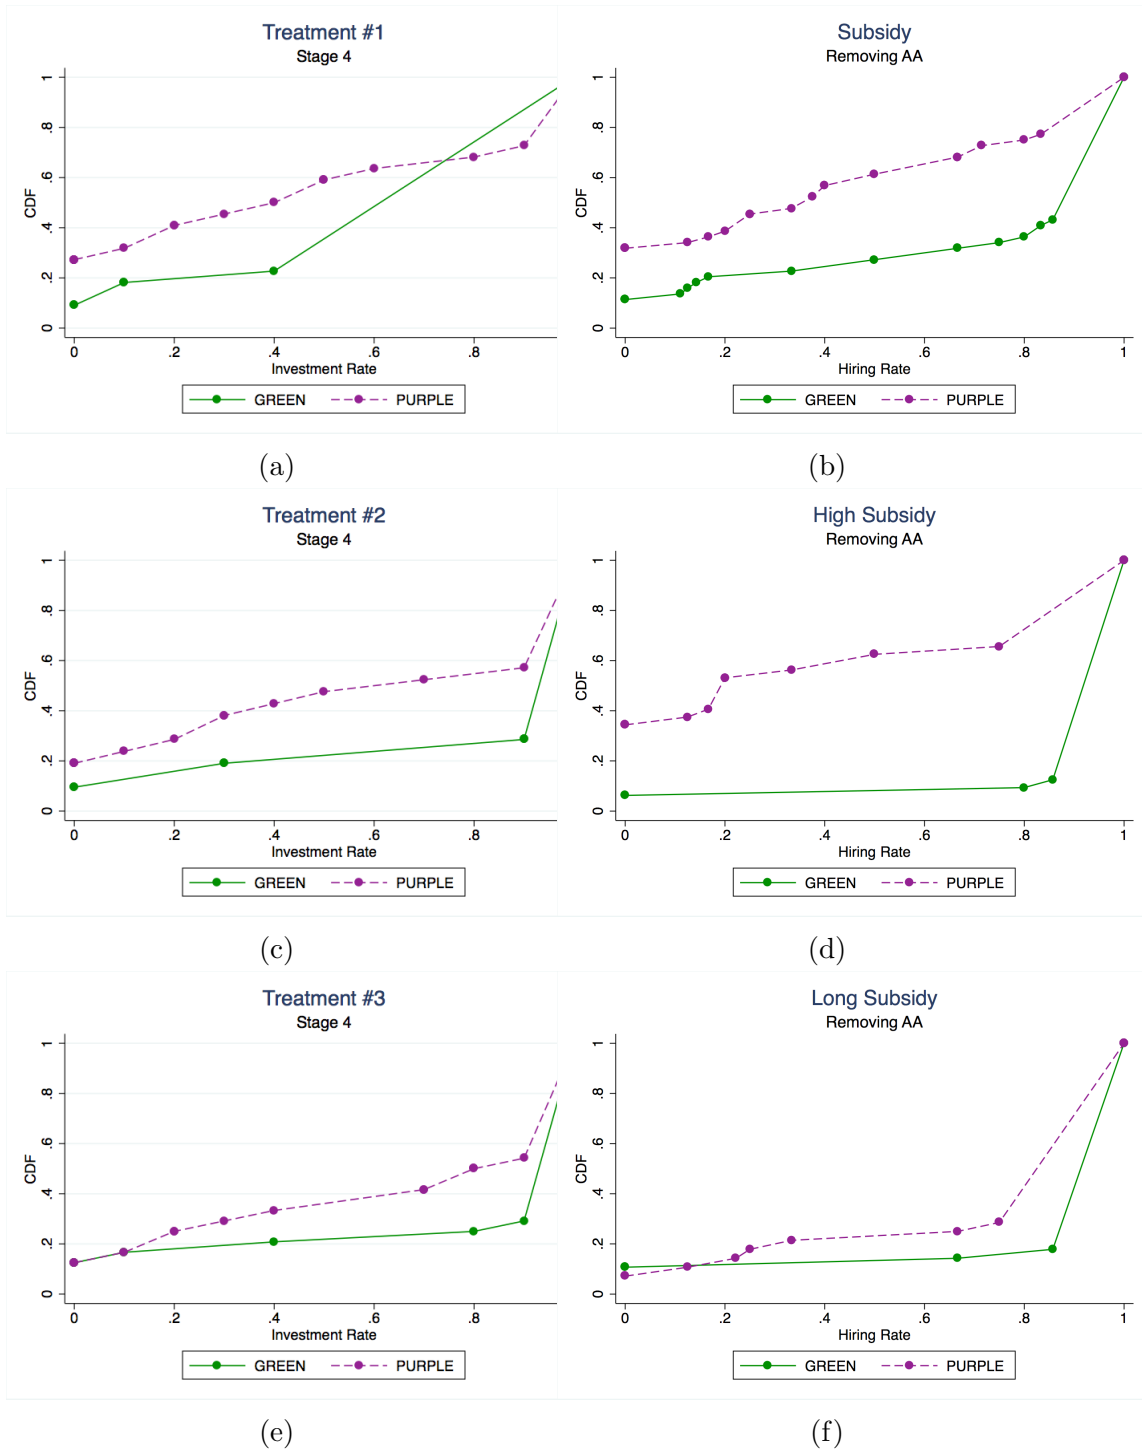 Treatment #1
Stage 4
CDF
0 .2 .4 .6 .8 1
0 .2 .4 .6 .8
Investment Rate
GREEN PURPLE
(a)
Subsidy
Removing AA
CDF
0 .2 .4 .6 .8 1
0 .2 .4 .6 .8 1
Hiring Rate
GREEN PURPLE
(b)
Treatment #2
Stage 4
CDF
0 .2 .4 .6 .8 1
0 .2 .4 .6 .8
Investment Rate
GREEN PURPLE
(c)
High Subsidy
Removing AA
CDF
0 .2 .4 .6 .8 1
0 .2 .4 .6 .8 1
Hiring Rate
GREEN PURPLE
(d)
Treatment #3
Stage 4
CDF
0 .2 .4 .6 .8 1
0 .2 .4 .6 .8
Investment Rate
GREEN PURPLE
(e)
Long Subsidy
Removing AA
CDF
0 .2 .4 .6 .8 1
0 .2 .4 .6 .8 1
Hiring Rate
GREEN PURPLE
(f)